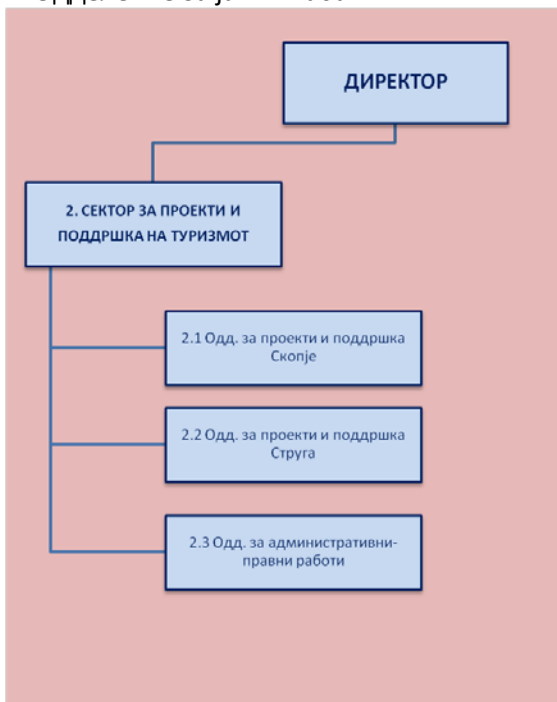 ДИРЕКТОР
2. СЕКТОР ЗА ПРОЕКТИ И
ПОДДРШКА НА ТУРИЗМОТ
2.1 Одд. за проекти и поддршка
Скопје
2.2 Одд. за проекти и поддршка
Струга
2.3 Одд. за административни-
правни работи